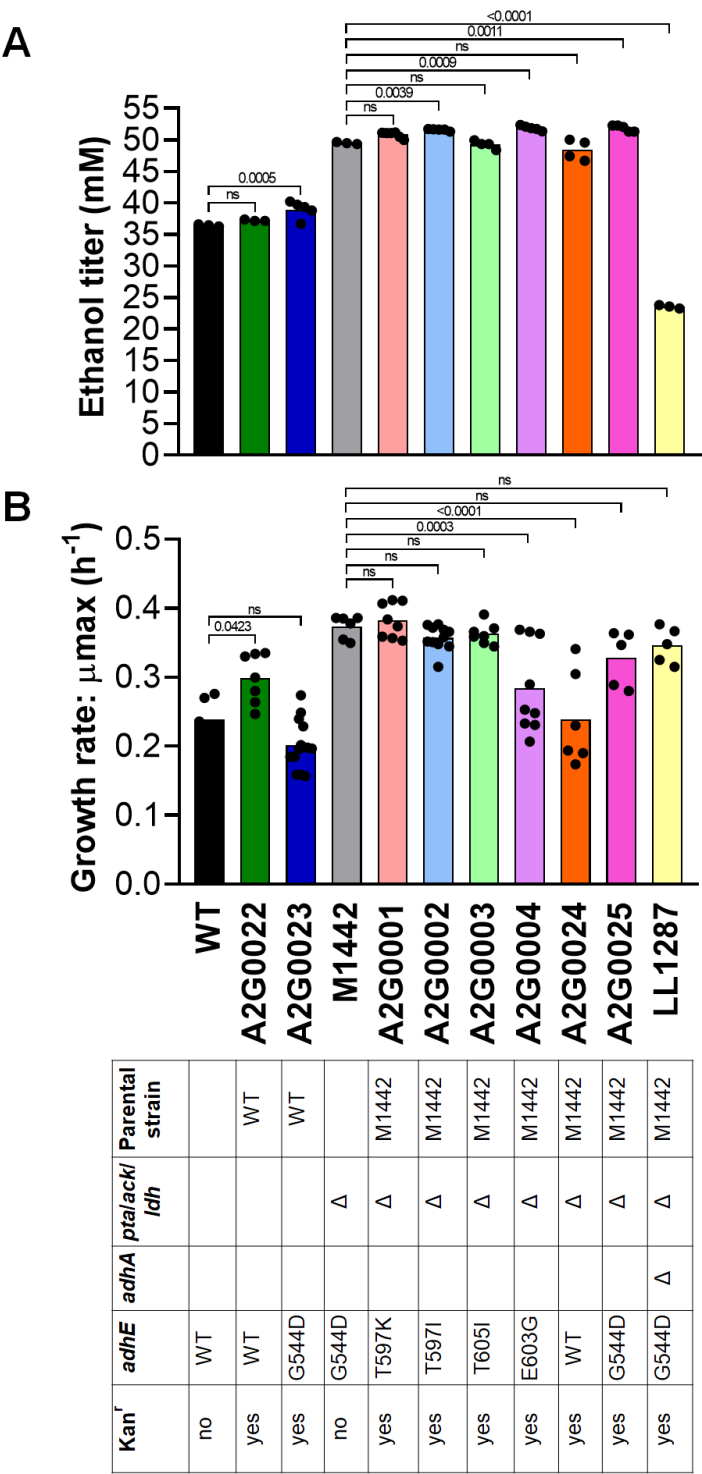 A
<0.0001
0.0011
ns
0.0009
ns
0.0039
ns
0.0005
ns
Ethanol titer (mM)
55
50
45
40
35
30
25
20
15
10
5
0
B
ns
ns
<0.0001
0.0003
ns
ns
ns
ns
0.0423
Growth rate: μmax (h⁻¹)
0.5
0.4
0.3
0.2
0.1
0.0
WT
A2G0022
A2G0023
M1442
A2G0001
A2G0002
A2G0003
A2G0004
A2G0024
A2G0025
LL1287
Parental strain WT WT M1442 M1442 M1442 M1442 M1442 M1442 M1442
pta/ack/ldh Δ Δ Δ Δ Δ Δ Δ Δ
adhA Δ
adhE WT WT G544D G544D T597K T597I T605I E603G WT G544D G544D
Kanʳ no yes yes no yes yes yes yes yes yes yes